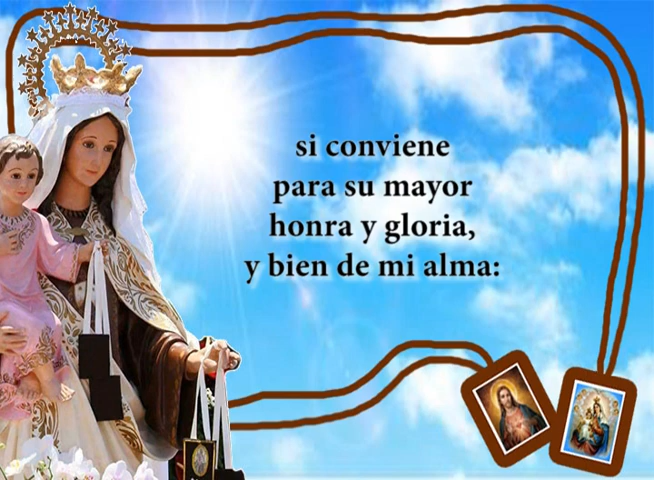 si conviene
para su mayor
honra y gloria,
y bien de mi alma: